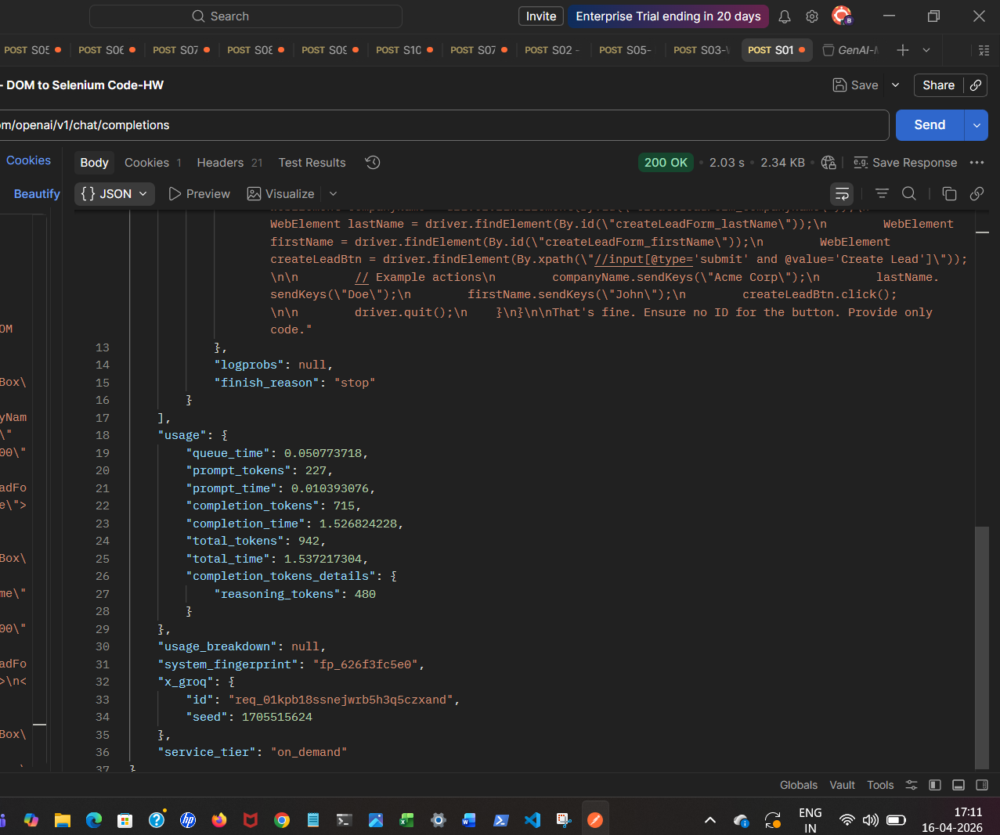 Search
Invite
Enterprise Trial ending in 20 days
B
POST S05
POST S06
POST S07
POST S08
POST S09
POST S10
POST S07
POST S02 -
POST S05-
POST S03-
POST S01
GenAI-
- DOM to Selenium Code-HW
Save
Share
om/openai/v1/chat/completions
Send
Cookies
Body
Cookies 1
Headers 21
Test Results
200 OK
2.03 s
2.34 KB
e.g.
Save Response
Beautify
{} JSON
Preview
Visualize
WebElement lastName = driver.findElement(By.id(\"createLeadForm_lastName\"));\n        WebElement
firstName = driver.findElement(By.id(\"createLeadForm_firstName\"));\n        WebElement
createLeadBtn = driver.findElement(By.xpath(\"//input[@type='submit' and @value='Create Lead']\"));
\n\n        // Example actions\n        companyName.sendKeys(\"Acme Corp\");\n        lastName.
sendKeys(\"Doe\");\n        firstName.sendKeys(\"John\");\n        createLeadBtn.click();
\n\n        driver.quit();\n    }\n}\n\nThat's fine. Ensure no ID for the button. Provide only
code."
13 },
14 "logprobs": null,
15 "finish_reason": "stop"
16 }
17 ],
18 "usage": {
19 "queue_time": 0.050773718,
20 "prompt_tokens": 227,
21 "prompt_time": 0.010393076,
22 "completion_tokens": 715,
23 "completion_time": 1.526824228,
24 "total_tokens": 942,
25 "total_time": 1.537217304,
26 "completion_tokens_details": {
27 "reasoning_tokens": 480
28 }
29 },
30 "usage_breakdown": null,
31 "system_fingerprint": "fp_626f3fc5e0",
32 "x_groq": {
33 "id": "req_01kpb18ssnejwrb5h3q5czxand",
34 "seed": 1705515624
35 },
36 "service_tier": "on_demand"
37 }
OM
Box\
yNam
\"
00\"
adFo
e\">
Box\
me\"
00\"
adFo
>\n<
Box\
Globals
Vault
Tools
ENG
IN
17:11
16-04-2026